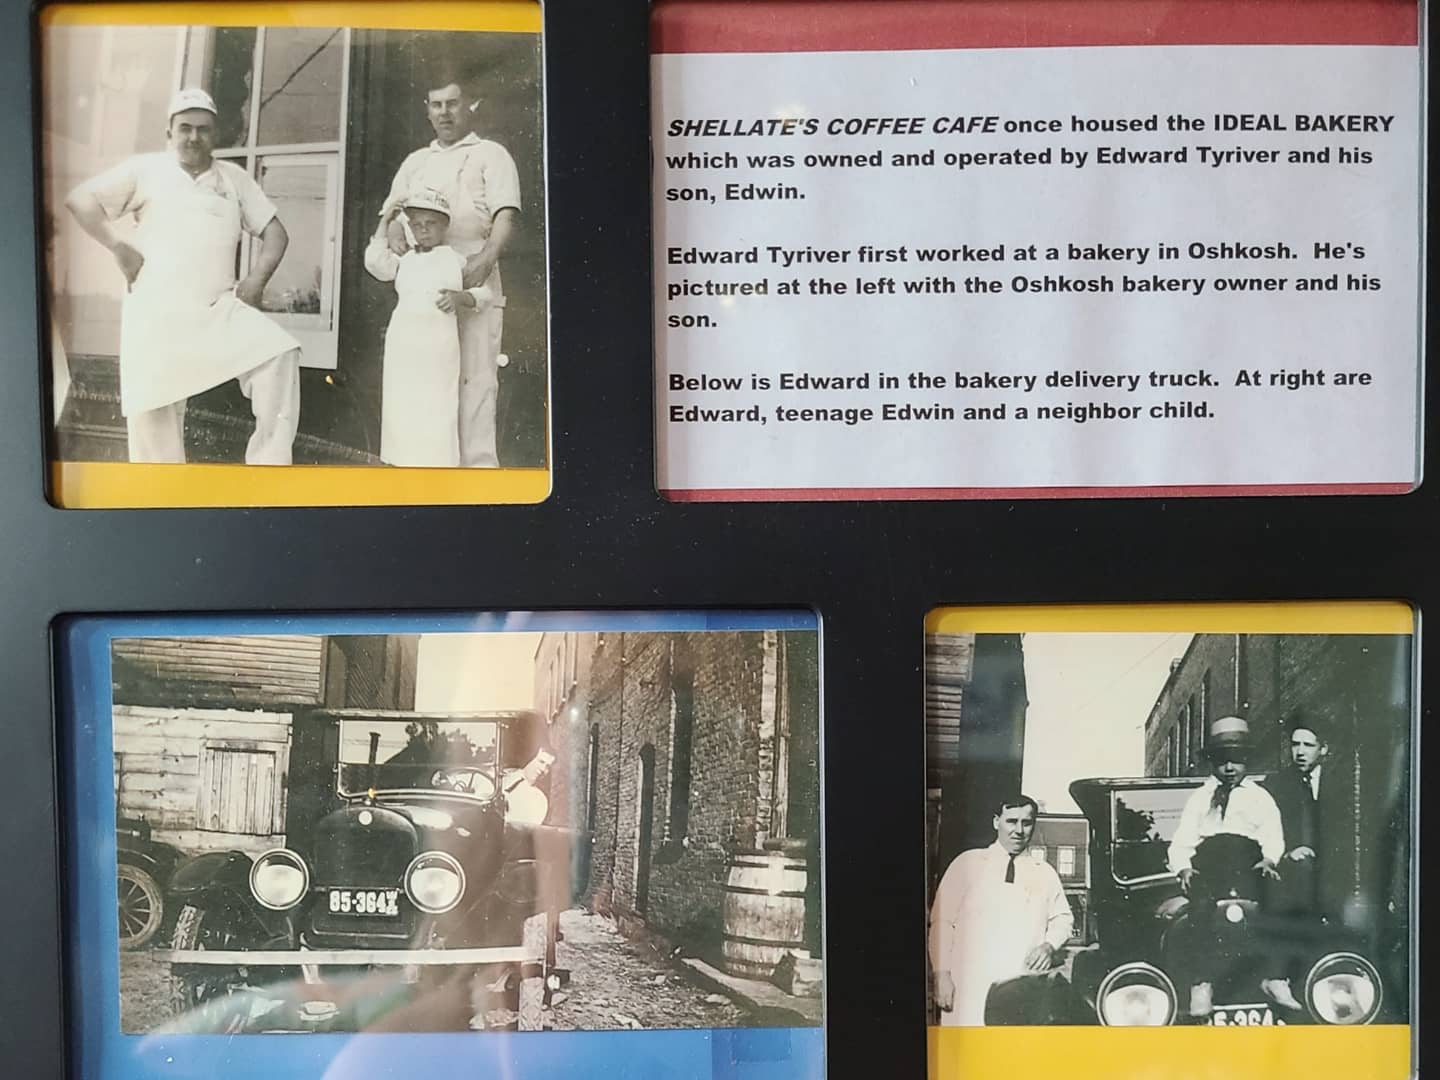 SHELLATE'S COFFEE CAFE once housed the IDEAL BAKERY
which was owned and operated by Edward Tyriver and his
son, Edwin.
Edward Tyriver first worked at a bakery in Oshkosh. He's
pictured at the left with the Oshkosh bakery owner and his
son.
Below is Edward in the bakery delivery truck. At right are
Edward, teenage Edwin and a neighbor child.
85-364
5-364